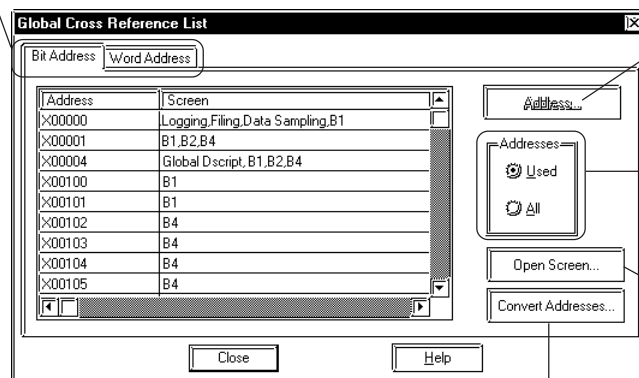 Global Cross Reference List
Bit Address Word Address
Address Screen
X00000 Logging,Filing,Data Sampling,B1
X00001 B1,B2,B4
X00004 Global Dscript, B1,B2,B4
X00100 B1
X00101 B1
X00102 B4
X00103 B4
X00104 B4
X00105 B4
Address...
Addresses
Used
All
Open Screen...
Convert Addresses...
Close Help